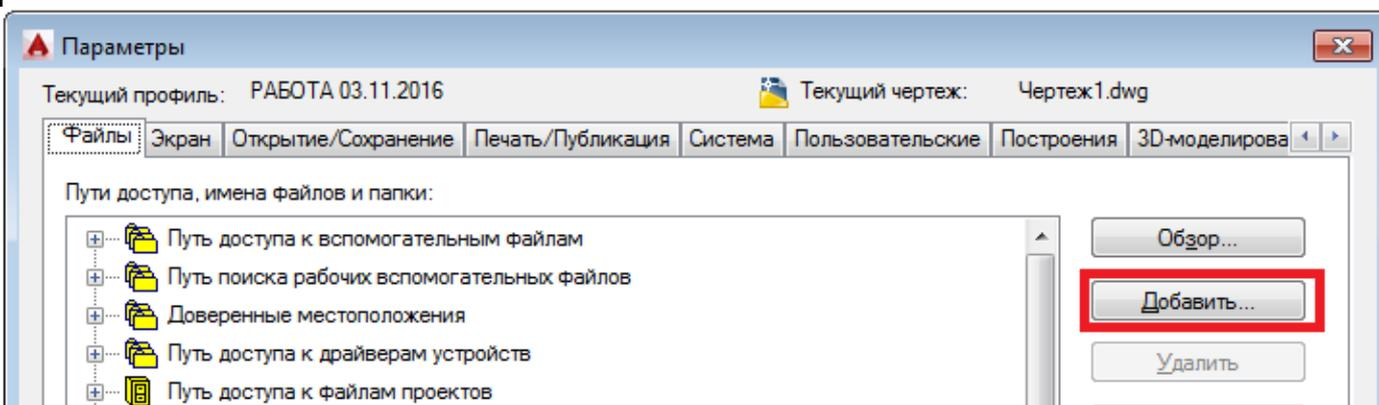 Параметры
Текущий профиль: РАБОТА 03.11.2016 Текущий чертеж: Чертеж1.dwg
Файлы Экран Открытие/Сохранение Печать/Публикация Система Пользовательские Построения 3D-моделирова
Пути доступа, имена файлов и папки:
Путь доступа к вспомогательным файлам Обзор...
Путь поиска рабочих вспомогательных файлов
Доверенные местоположения Добавить...
Путь доступа к драйверам устройств Удалить
Путь доступа к файлам проектов